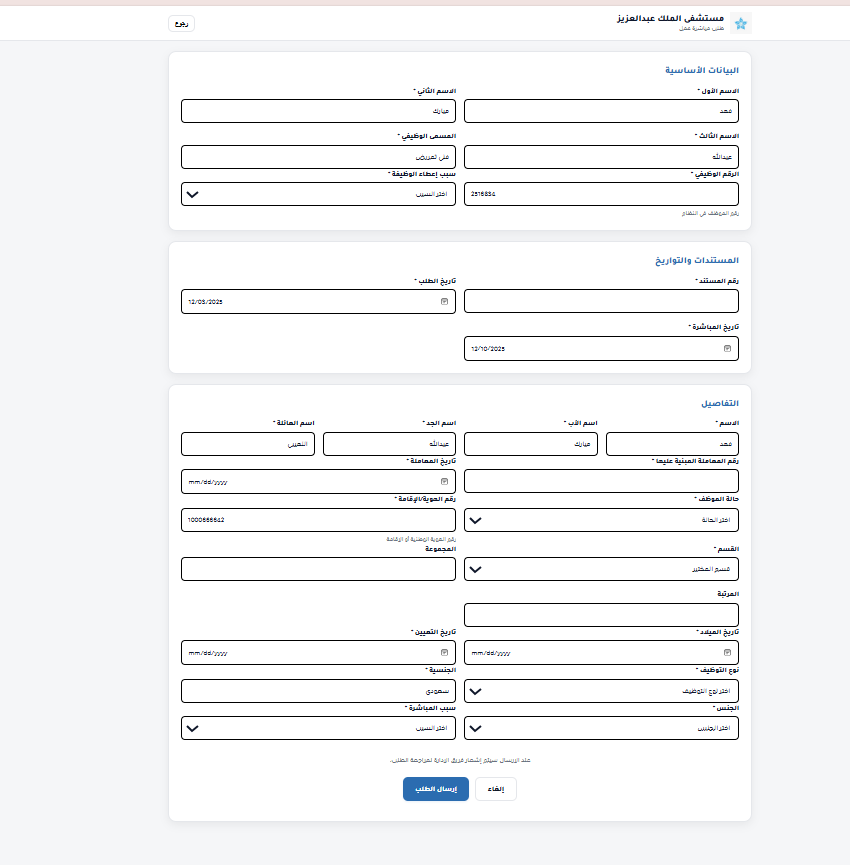 مستشفى الملك عبدالعزيز
طلب مباشرة عمل
رجوع
البيانات الأساسية
الاسم الأول *
الاسم الثاني *
فهد
مبارك
الاسم الثالث *
المسمى الوظيفي *
عبدالله
فني تمريض
الرقم الوظيفي *
سبب إعطاء الوظيفة *
2516834
اختر السبب
رقم الموظف في النظام
المستندات والتواريخ
رقم المستند *
تاريخ الطلب *
12/03/2025
تاريخ المباشرة *
12/10/2025
التفاصيل
الاسم *
اسم الأب *
اسم الجد *
اسم العائلة *
فهد
مبارك
عبدالله
رقم المعاملة المبنية عليها *
تاريخ المعاملة *
mm/dd/yyyy
حالة الموظف *
رقم الهوية/الإقامة *
اختر الحالة
1000666642
رقم الهوية الوطنية أو الإقامة
القسم *
المجموعة
قسم المختبر
المرتبة
تاريخ الميلاد *
تاريخ التعيين *
mm/dd/yyyy
mm/dd/yyyy
نوع التوظيف *
الجنسية *
اختر نوع التوظيف
سعودي
الجنس *
سبب المباشرة *
اختر الجنس
اختر السبب
عند الإرسال سيتم إشعار فريق الإدارة لمراجعة الطلب.
إلغاء
إرسال الطلب